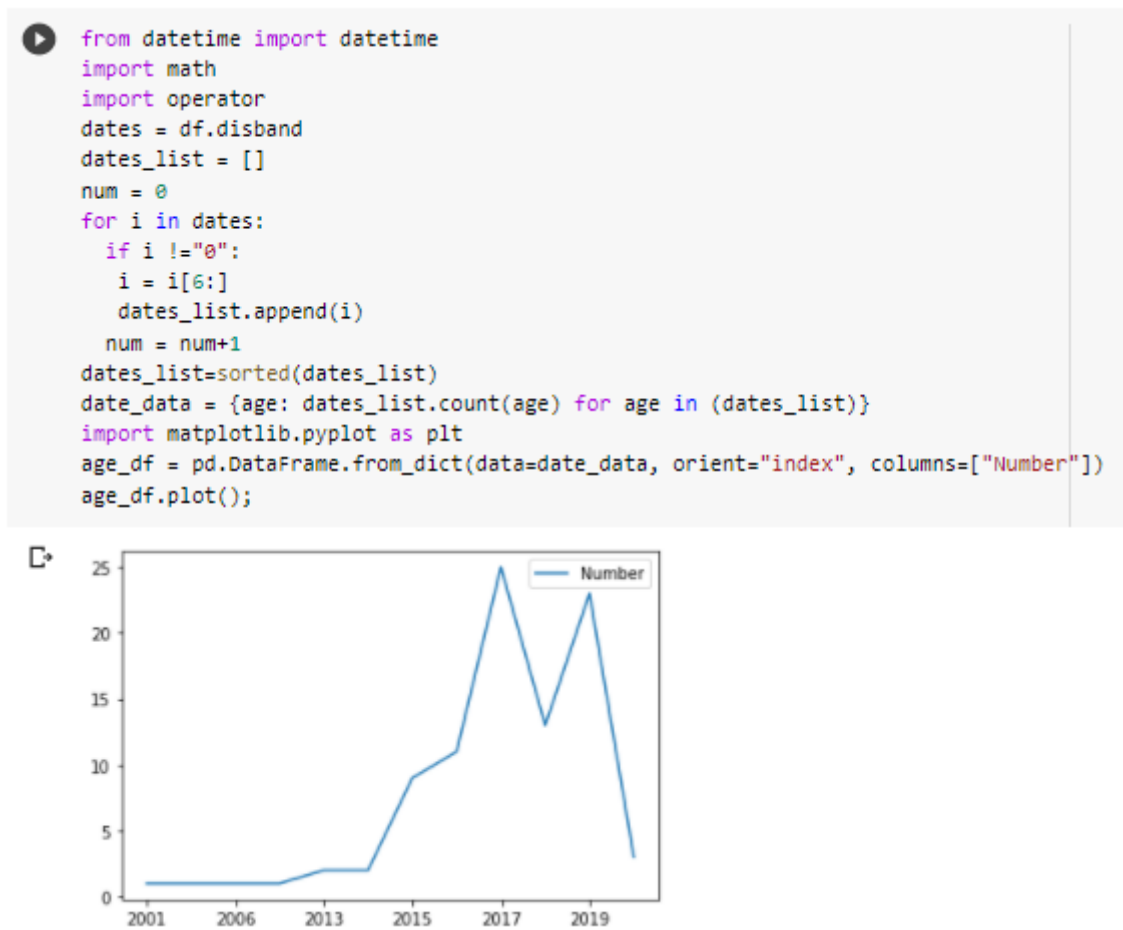 from datetime import datetime
import math
import operator
dates = df.disband
dates_list = []
num = 0
for i in dates:
  if i !="0":
   i = i[6:]
   dates_list.append(i)
  num = num+1
dates_list=sorted(dates_list)
date_data = {age: dates_list.count(age) for age in (dates_list)}
import matplotlib.pyplot as plt
age_df = pd.DataFrame.from_dict(data=date_data, orient="index", columns=["Number"])
age_df.plot();
Number
25
20
15
10
5
0
2001 2006 2013 2015 2017 2019